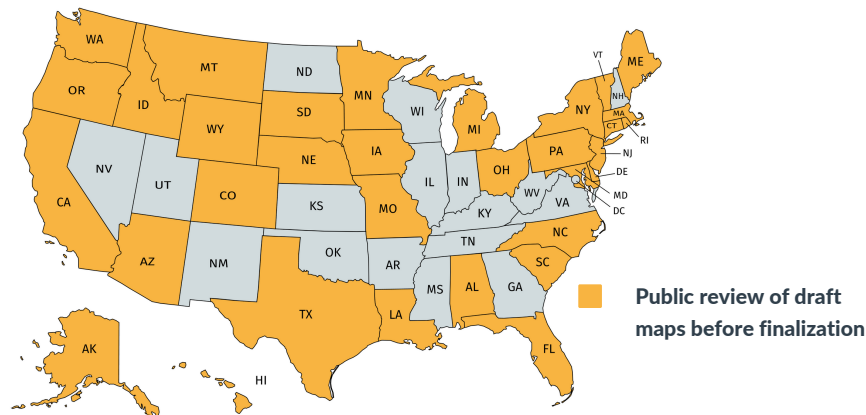 WA
MT
ND
MN
OR
ID
SD
WI
WY
MI
VT
ME
NH
NY
MA
CT
RI
NV
UT
CO
NE
IA
IL
IN
OH
PA
NJ
DE
MD
DC
CA
KS
MO
KY
WV
VA
AZ
NM
OK
AR
TN
NC
SC
TX
LA
MS
AL
GA
FL
AK
HI
Public review of draft
maps before finalization